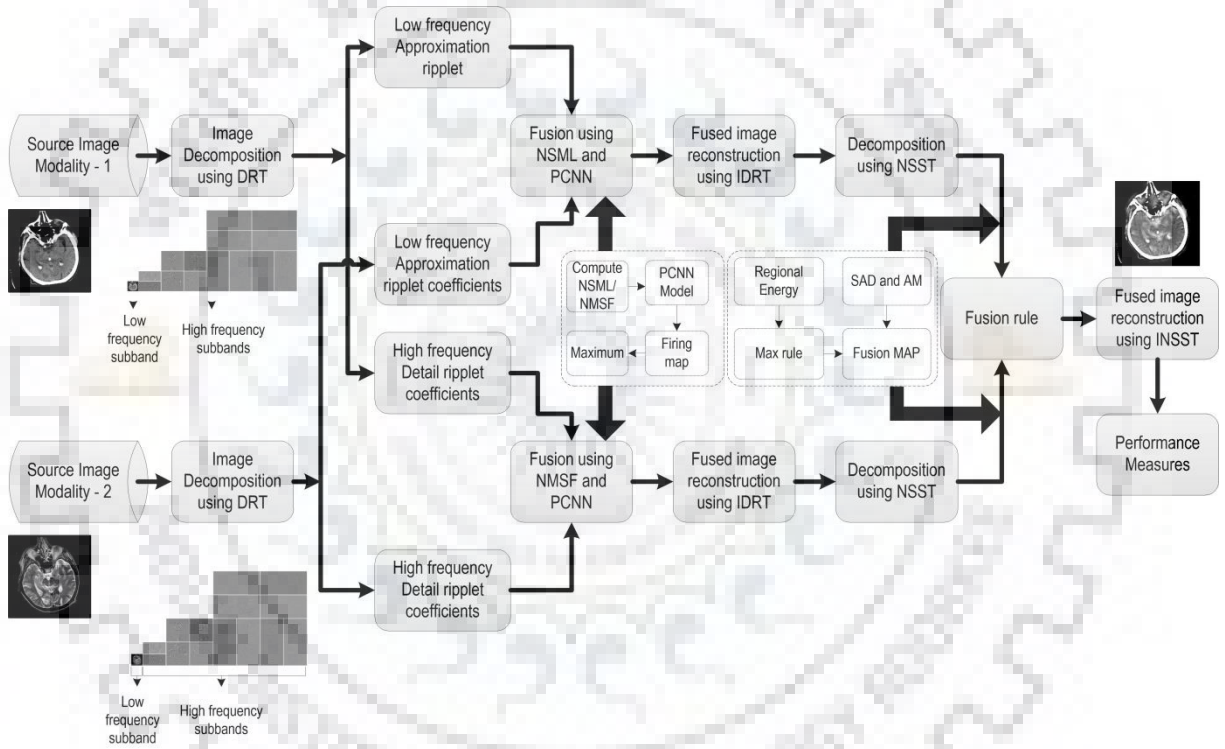 Low frequency
Approximation
ripplet
Source Image
Modality - 1
Image
Decomposition
using DRT
Fusion using
NSML and
PCNN
Fused image
reconstruction
using IDRT
Decomposition
using NSST
Low
frequency
subband
High frequency
subbands
Low frequency
Approximation
ripplet coefficients
High frequency
Detail ripplet
coefficients
Compute
NSML/
NMSF
PCNN
Model
Maximum
Firing
map
Regional
Energy
SAD and AM
Max rule
Fusion MAP
Fusion rule
Fused image
reconstruction
using INSST
Performance
Measures
Source Image
Modality - 2
Image
Decomposition
using DRT
Fusion using
NMSF and
PCNN
Fused image
reconstruction
using IDRT
Decomposition
using NSST
High frequency
Detail ripplet
coefficients
Low
frequency
subband
High frequency
subbands